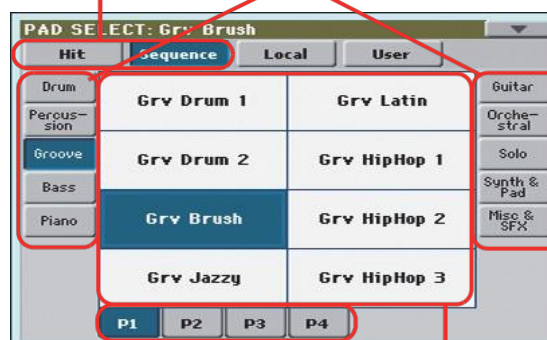 PAD SELECT: Grv Brush
Hit
Sequence
Local
User
Drum
Percus-
sion
Groove
Bass
Piano
Grv Drum 1
Grv Latin
Grv Drum 2
Grv HipHop 1
Grv Brush
Grv HipHop 2
Grv Jazzy
Grv HipHop 3
Guitar
Orche-
stral
Solo
Synth &
Pad
Misc &
SFX
P1
P2
P3
P4